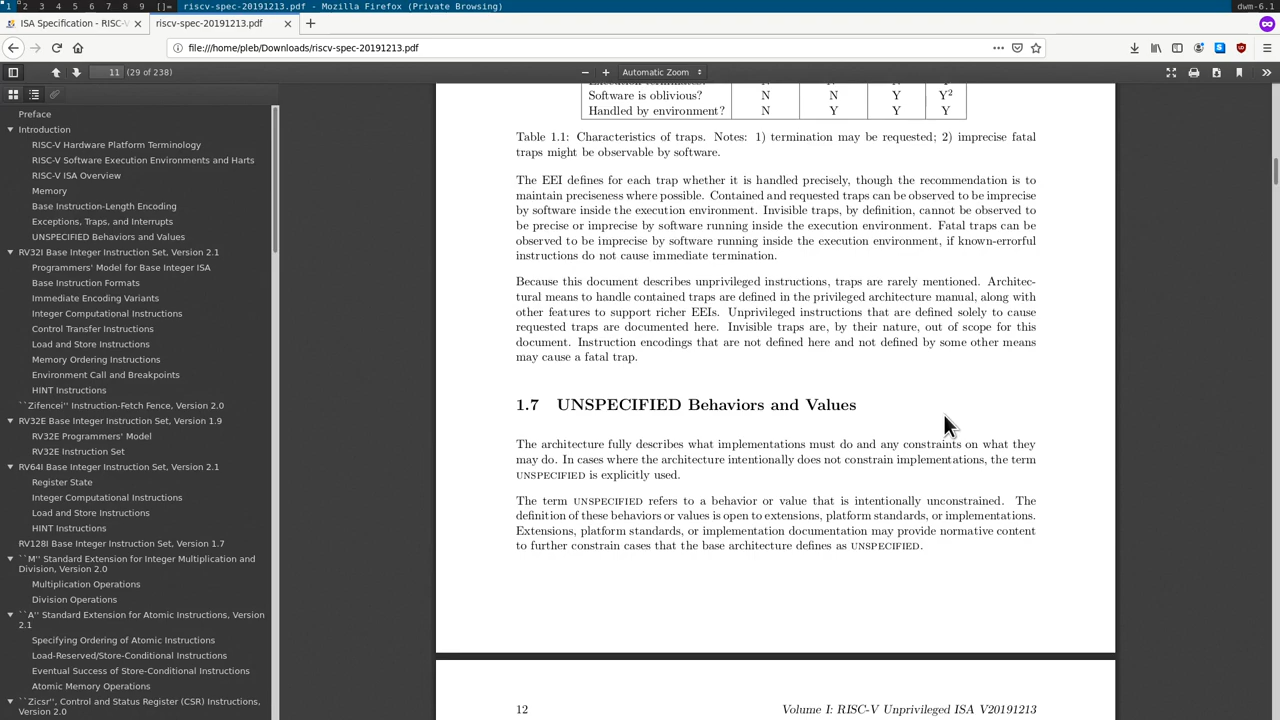 1 2 3 4 5 6 7 8 9 []= riscv-spec-20191213.pdf - Mozilla Firefox (Private Browsing) dwm-6.1
ISA Specification - RISC-V
riscv-spec-20191213.pdf
file:///home/pleb/Downloads/riscv-spec-20191213.pdf
11 (29 of 238)
Automatic Zoom
Preface
Introduction
RISC-V Hardware Platform Terminology
RISC-V Software Execution Environments and Harts
RISC-V ISA Overview
Memory
Base Instruction-Length Encoding
Exceptions, Traps, and Interrupts
UNSPECIFIED Behaviors and Values
RV32I Base Integer Instruction Set, Version 2.1
Programmers' Model for Base Integer ISA
Base Instruction Formats
Immediate Encoding Variants
Integer Computational Instructions
Control Transfer Instructions
Load and Store Instructions
Memory Ordering Instructions
Environment Call and Breakpoints
HINT Instructions
``Zifencei'' Instruction-Fetch Fence, Version 2.0
RV32E Base Integer Instruction Set, Version 1.9
RV32E Programmers' Model
RV32E Instruction Set
RV64I Base Integer Instruction Set, Version 2.1
Register State
Integer Computational Instructions
Load and Store Instructions
HINT Instructions
RV128I Base Integer Instruction Set, Version 1.7
``M'' Standard Extension for Integer Multiplication and
Division, Version 2.0
Multiplication Operations
Division Operations
``A'' Standard Extension for Atomic Instructions, Version
2.1
Specifying Ordering of Atomic Instructions
Load-Reserved/Store-Conditional Instructions
Eventual Success of Store-Conditional Instructions
Atomic Memory Operations
``Zicsr'', Control and Status Register (CSR) Instructions,
Version 2.0
Software is oblivious? N N Y Y2
Handled by environment? N Y Y Y
Table 1.1: Characteristics of traps. Notes: 1) termination may be requested; 2) imprecise fatal
traps might be observable by software.
The EEI defines for each trap whether it is handled precisely, though the recommendation is to
maintain preciseness where possible. Contained and requested traps can be observed to be imprecise
by software inside the execution environment. Invisible traps, by definition, cannot be observed to
be precise or imprecise by software running inside the execution environment. Fatal traps can be
observed to be imprecise by software running inside the execution environment, if known-errorful
instructions do not cause immediate termination.
Because this document describes unprivileged instructions, traps are rarely mentioned. Architec-
tural means to handle contained traps are defined in the privileged architecture manual, along with
other features to support richer EEIs. Unprivileged instructions that are defined solely to cause
requested traps are documented here. Invisible traps are, by their nature, out of scope for this
document. Instruction encodings that are not defined here and not defined by some other means
may cause a fatal trap.
1.7 UNSPECIFIED Behaviors and Values
The architecture fully describes what implementations must do and any constraints on what they
may do. In cases where the architecture intentionally does not constrain implementations, the term
UNSPECIFIED is explicitly used.
The term UNSPECIFIED refers to a behavior or value that is intentionally unconstrained. The
definition of these behaviors or values is open to extensions, platform standards, or implementations.
Extensions, platform standards, or implementation documentation may provide normative content
to further constrain cases that the base architecture defines as UNSPECIFIED.
12 Volume I: RISC-V Unprivileged ISA V20191213